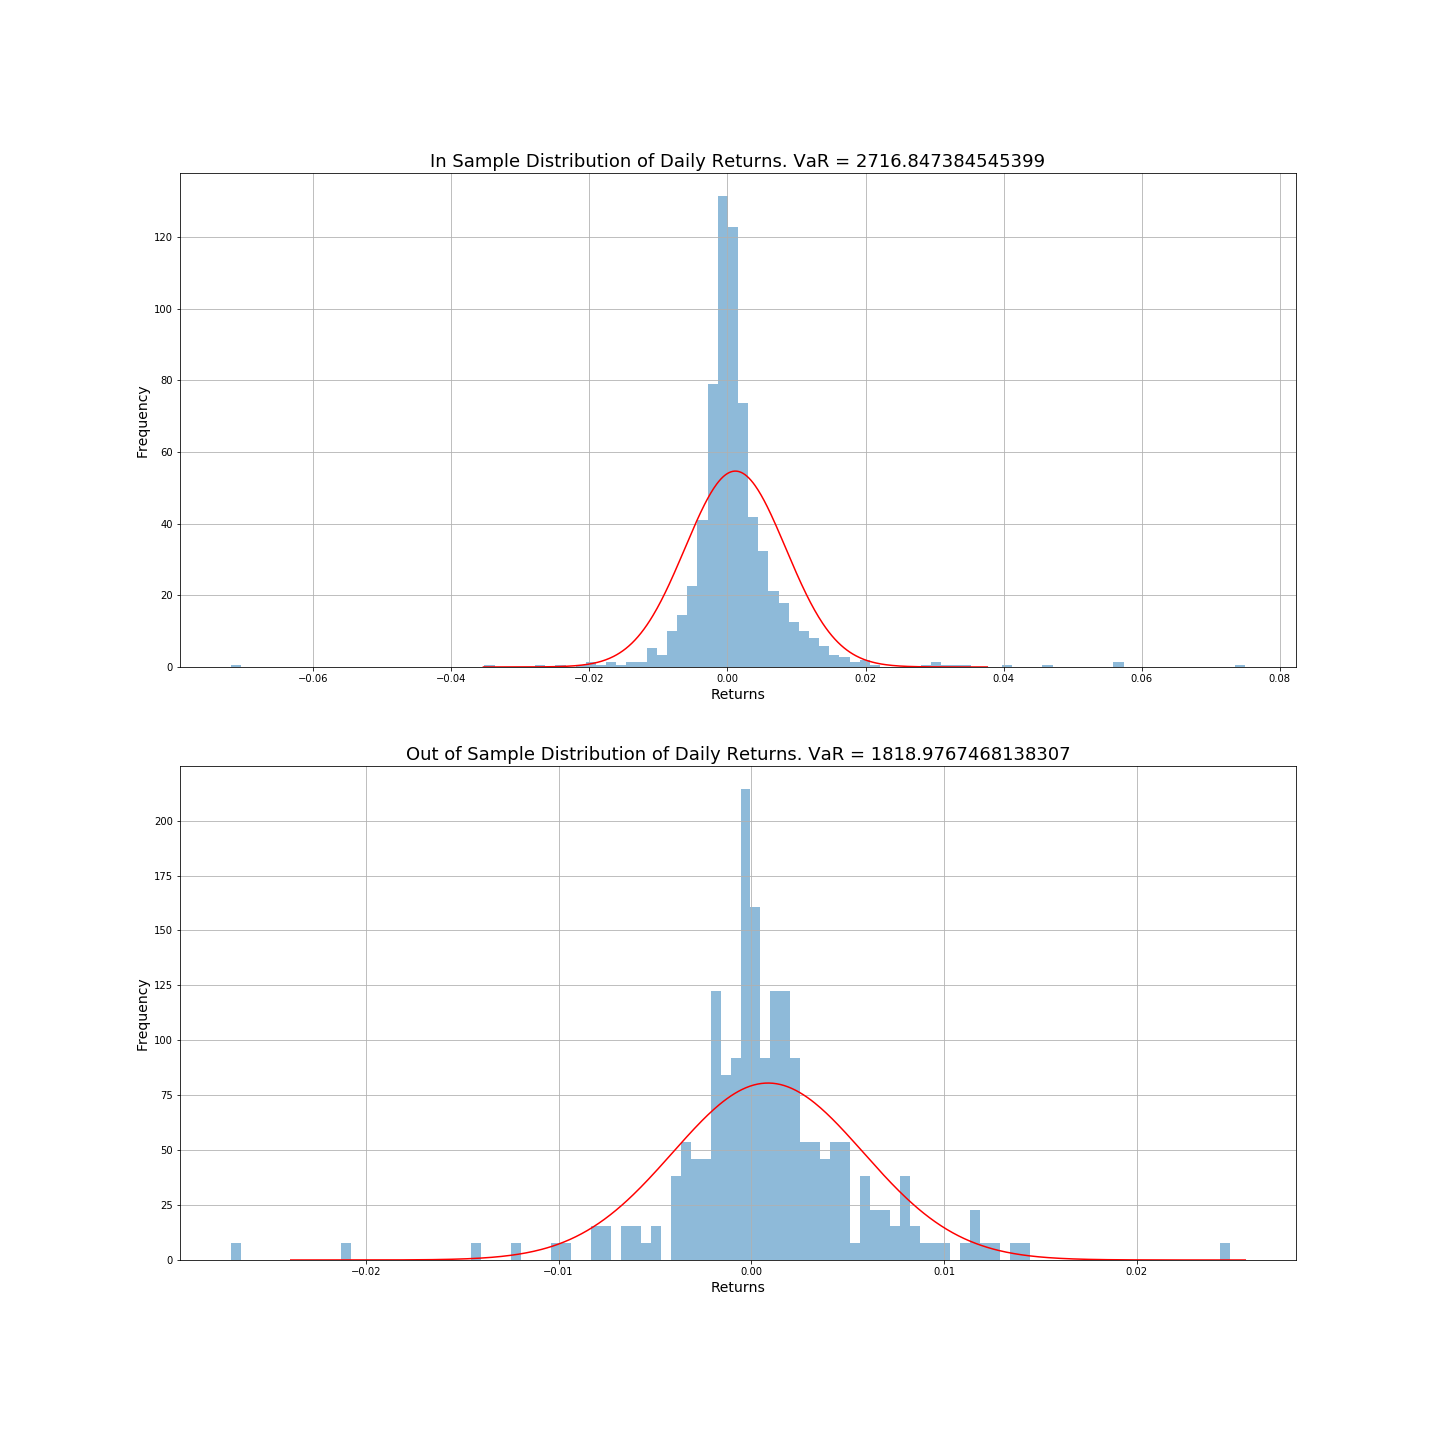 In Sample Distribution of Daily Returns. VaR = 2716.847384545399
120
100
80
60
40
20
0
Frequency
−0.06 −0.04 −0.02 0.00 0.02 0.04 0.06 0.08
Returns
Out of Sample Distribution of Daily Returns. VaR = 1818.9767468138307
200
175
150
125
100
75
50
25
0
Frequency
−0.02 −0.01 0.00 0.01 0.02
Returns